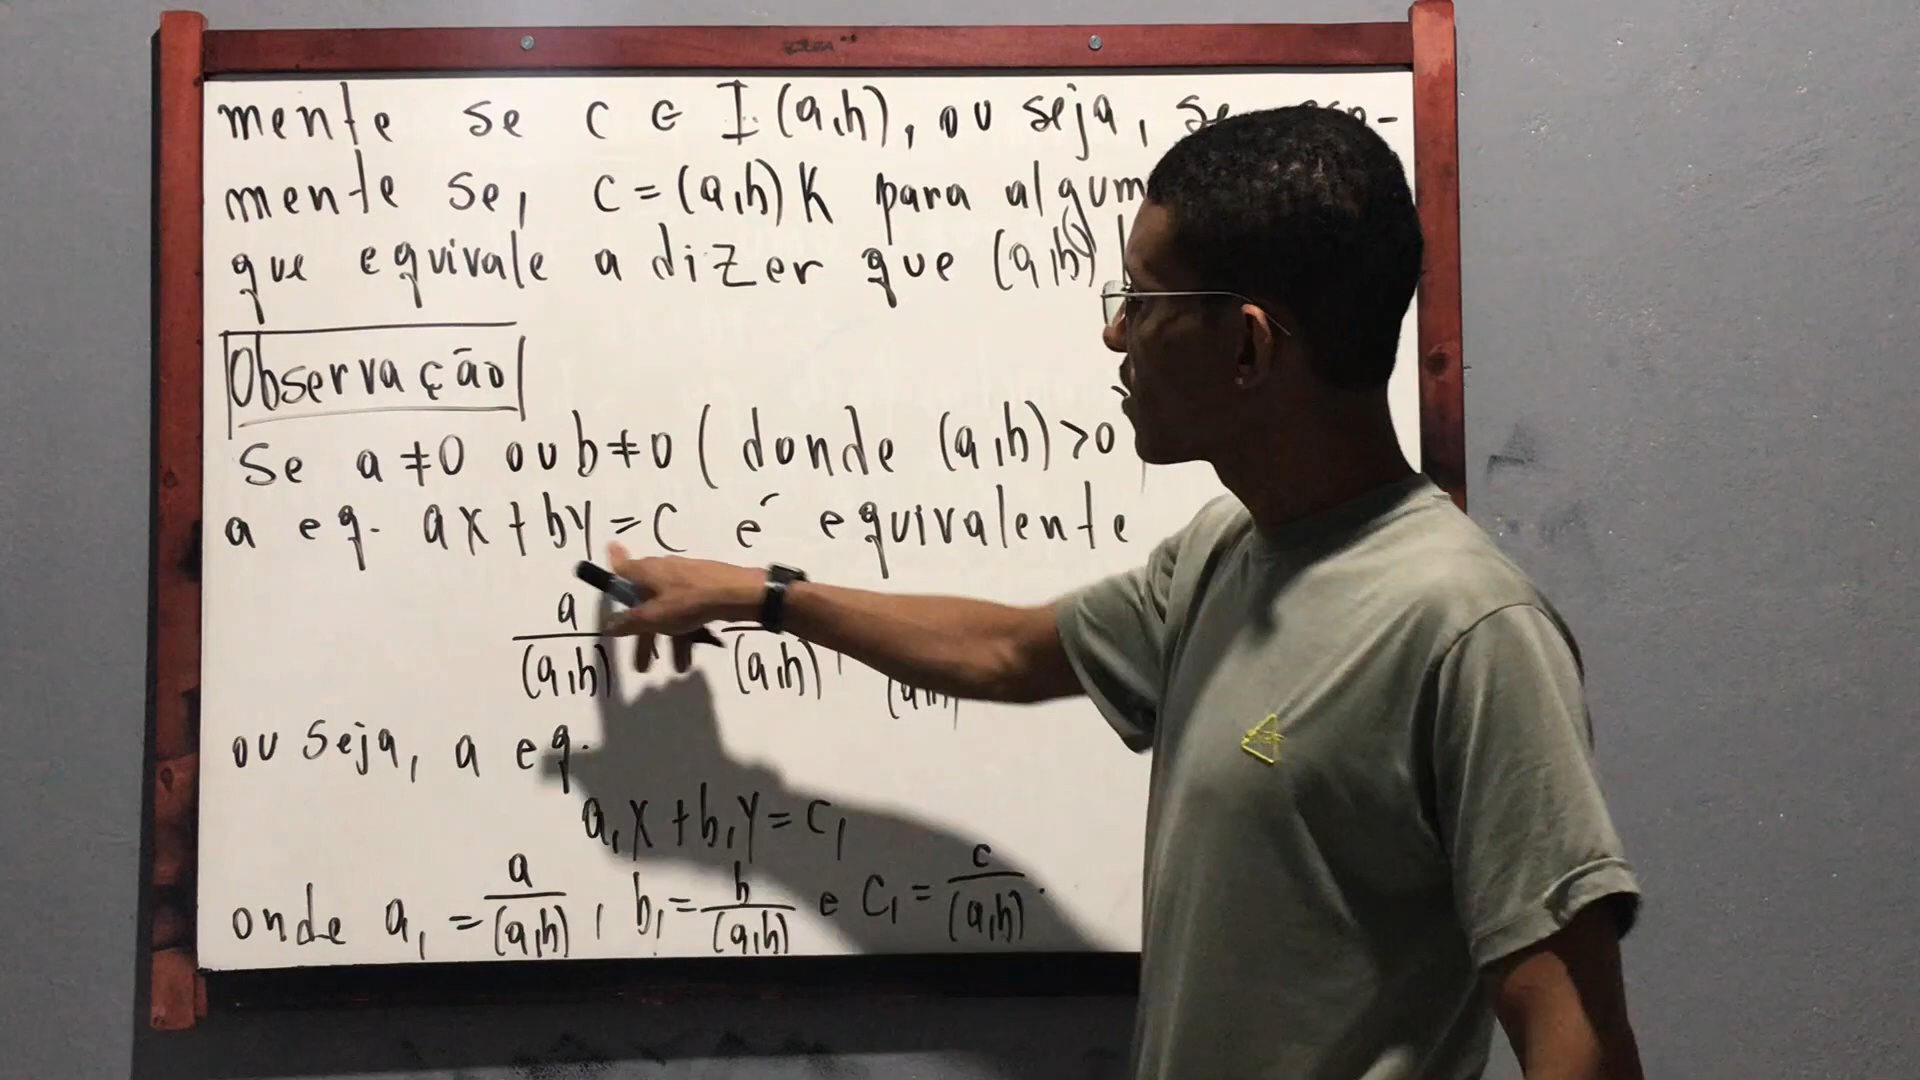 mente se c ∈ I(a,b), ou seja, se
mente se, c = (a,b)K para algum
que equivale a dizer que (a,b) |
Observação
Se a ≠ 0 ou b ≠ 0 (donde (a,b) > 0
a eq. ax + by = c é equivalente
a
(a,b) (a,b) (a,b)
ou seja, a eq.
a₁x + b₁y = c₁
onde a₁ = a/(a,b), b₁ = b/(a,b) e c₁ = c/(a,b).